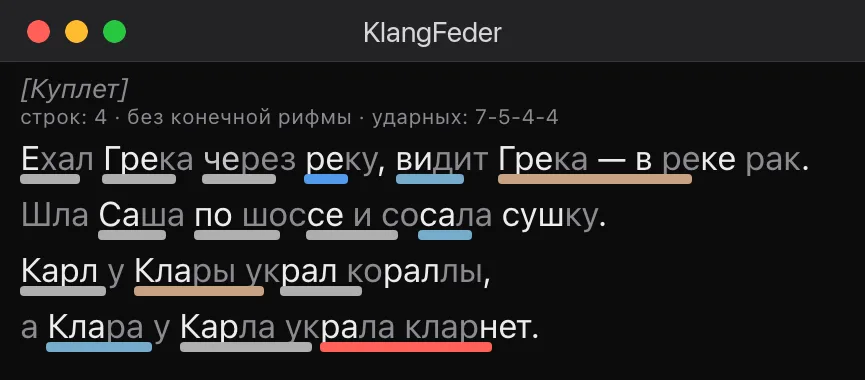 KlangFeder
[Куплет]
строк: 4 · без конечной рифмы · ударных: 7-5-4-4
Ехал Грека через реку, видит Грека — в реке рак.
Шла Саша по шоссе и сосала сушку.
Карл у Клары украл кораллы,
а Клара у Карла украла кларнет.